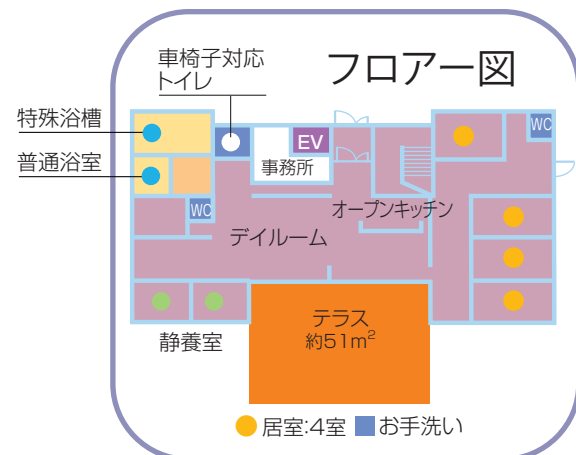 フロアー図
車椅子対応
トイレ
特殊浴槽
普通浴室
EV
事務所
WC
WC
オープンキッチン
デイルーム
静養室
テラス
約51m²
居室:4室
お手洗い